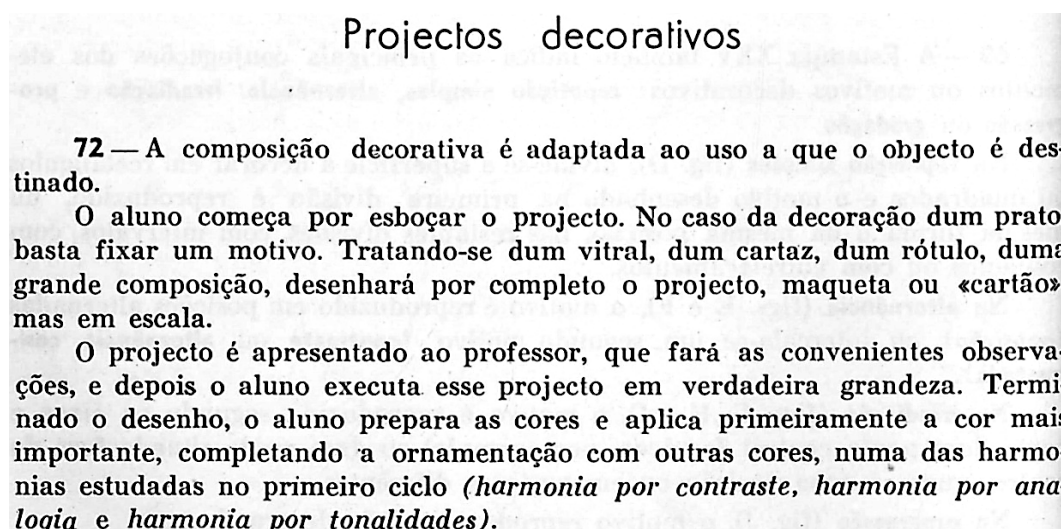 Projectos decorativos
72 — A composição decorativa é adaptada ao uso a que o objecto é des-
tinado.
O aluno começa por esboçar o projecto. No caso da decoração dum prato
basta fixar um motivo. Tratando-se dum vitral, dum cartaz, dum rótulo, duma
grande composição, desenhará por completo o projecto, maqueta ou «cartão»
mas em escala.
O projecto é apresentado ao professor, que fará as convenientes observa-
ções, e depois o aluno executa esse projecto em verdadeira grandeza. Termi-
nado o desenho, o aluno prepara as cores e aplica primeiramente a cor mais
importante, completando a ornamentação com outras cores, numa das harmo-
nias estudadas no primeiro ciclo (harmonia por contraste, harmonia por ana-
logia e harmonia por tonalidades).